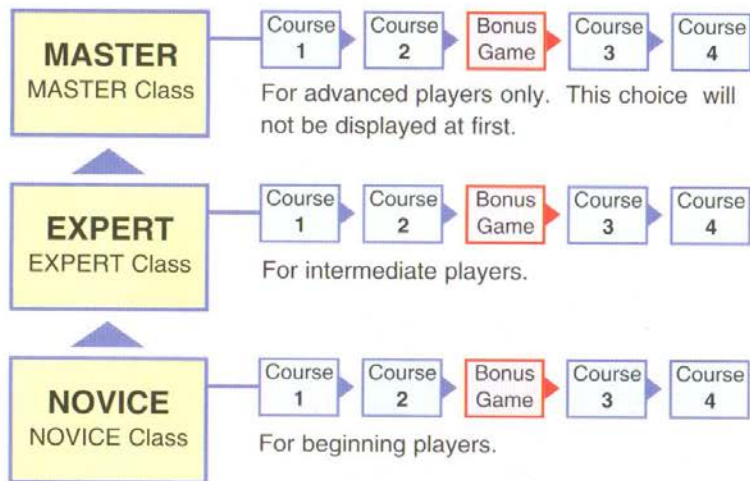 MASTER
MASTER Class
Course 1
Course 2
Bonus Game
Course 3
Course 4
For advanced players only. This choice will
not be displayed at first.
EXPERT
EXPERT Class
Course 1
Course 2
Bonus Game
Course 3
Course 4
For intermediate players.
NOVICE
NOVICE Class
Course 1
Course 2
Bonus Game
Course 3
Course 4
For beginning players.